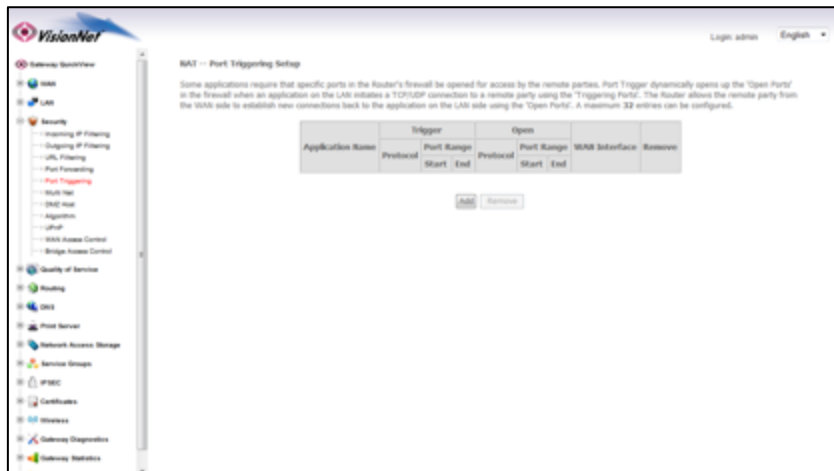 VisionNet
Login: admin
English
Gateway QuickView
WAN
LAN
Security
Incoming IP Filtering
Outgoing IP Filtering
URL Filtering
Port Forwarding
Port Triggering
Multi Nat
DMZ Host
Algorithm
UPnP
WAN Access Control
Bridge Access Control
Quality of Service
Routing
DNS
Print Server
Network Access Storage
Service Groups
IPSEC
Certificates
Wireless
Gateway Diagnostics
Gateway Statistics
NAT -- Port Triggering Setup
Some applications require that specific ports in the Router's firewall be opened for access by the remote parties. Port Trigger dynamically opens up the 'Open Ports'
in the firewall when an application on the LAN initiates a TCP/UDP connection to a remote party using the 'Triggering Ports'. The Router allows the remote party from
the WAN side to establish new connections back to the application on the LAN side using the 'Open Ports'. A maximum 32 entries can be configured.
Application Name Trigger Open WAN Interface Remove
Protocol Port Range Protocol Port Range
Start End Start End
Add Remove